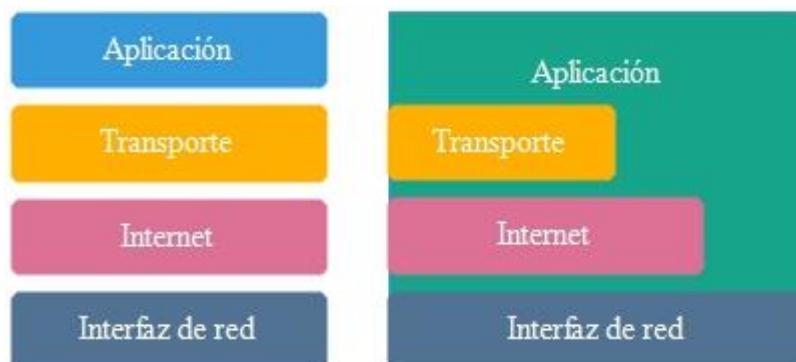 Aplicación
Transporte
Internet
Interfaz de red
Aplicación
Transporte
Internet
Interfaz de red